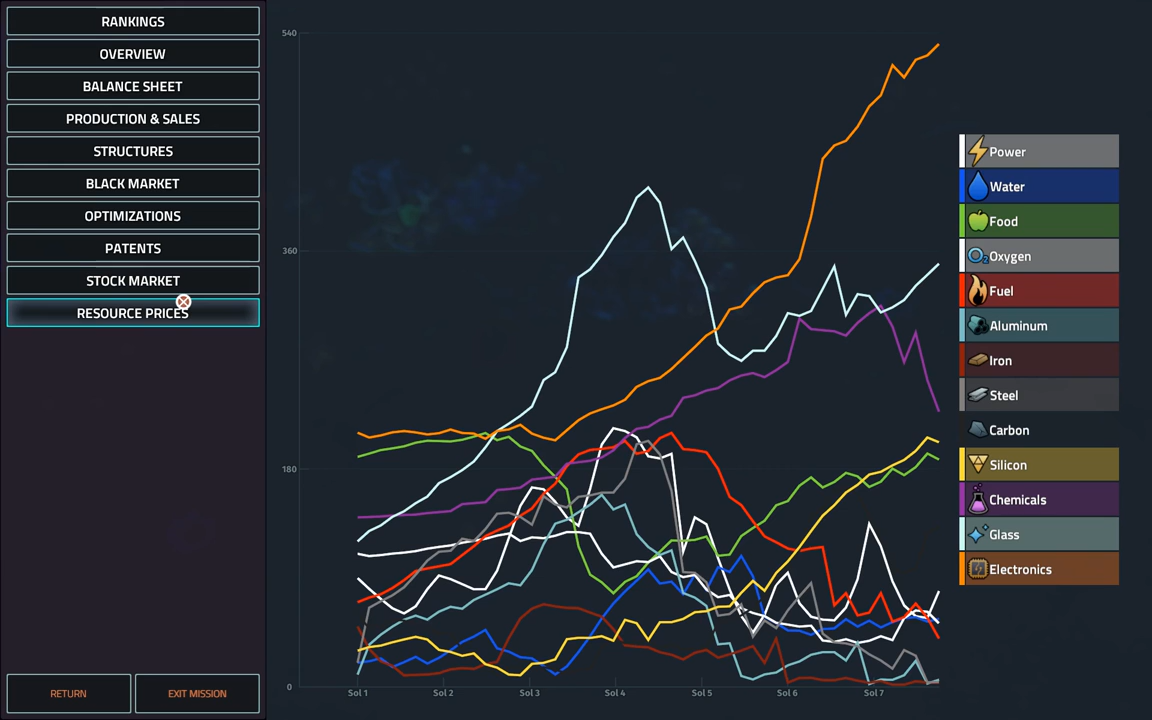 RANKINGS
OVERVIEW
BALANCE SHEET
PRODUCTION & SALES
STRUCTURES
BLACK MARKET
OPTIMIZATIONS
PATENTS
STOCK MARKET
RESOURCE PRICES
RETURN
EXIT MISSION
540
360
180
0
Sol 1
Sol 2
Sol 3
Sol 4
Sol 5
Sol 6
Sol 7
Power
Water
Food
O2 Oxygen
Fuel
Aluminum
Iron
Steel
Carbon
Silicon
Chemicals
Glass
Electronics